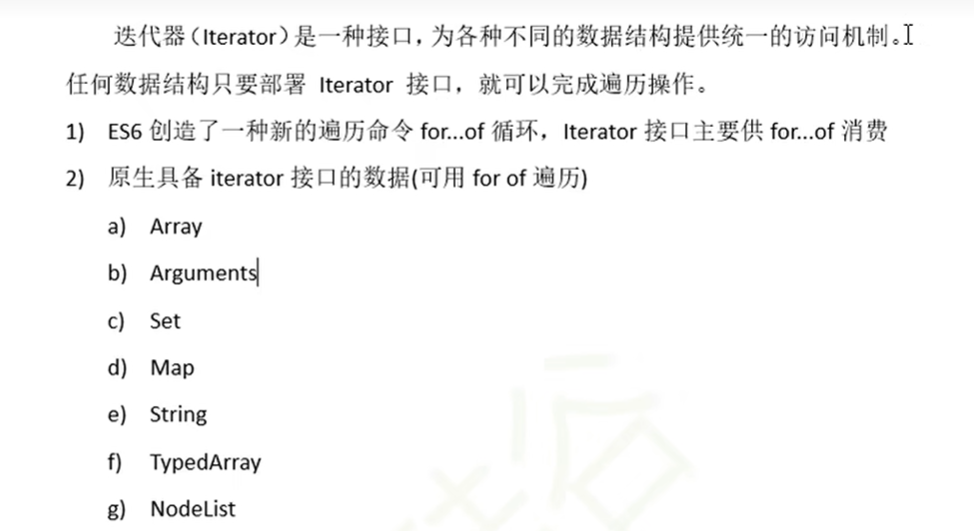 迭代器（Iterator）是一种接口，为各种不同的数据结构提供统一的访问机制。
任何数据结构只要部署 Iterator 接口，就可以完成遍历操作。
1) ES6 创造了一种新的遍历命令 for...of 循环，Iterator 接口主要供 for...of 消费
2) 原生具备 iterator 接口的数据(可用 for of 遍历)
a) Array
b) Arguments
c) Set
d) Map
e) String
f) TypedArray
g) NodeList